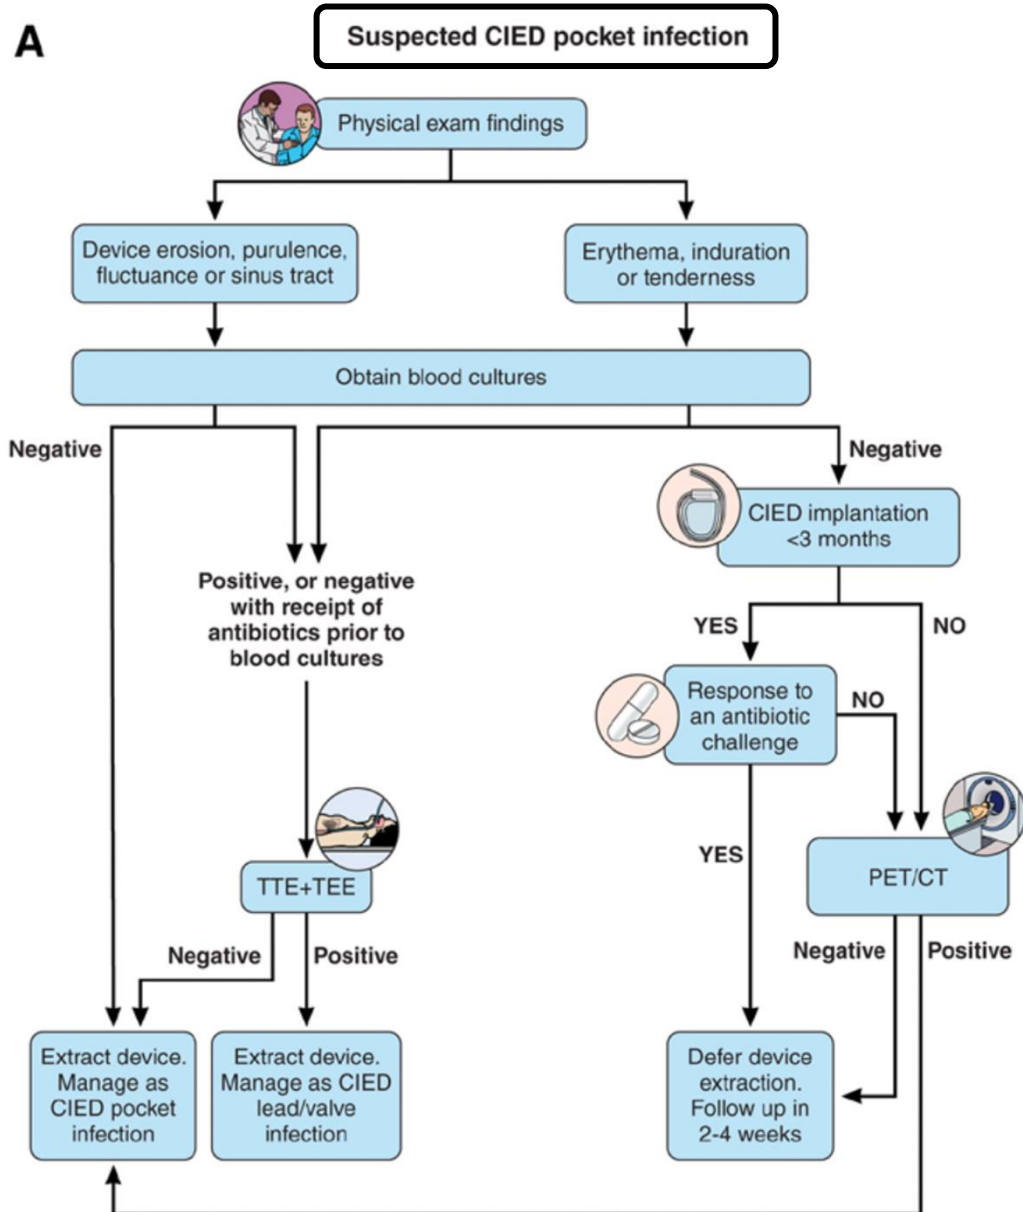 A
Suspected CIED pocket infection
Physical exam findings
Device erosion, purulence,
fluctuance or sinus tract
Erythema, induration
or tenderness
Obtain blood cultures
Negative
Negative
CIED implantation
<3 months
Positive, or negative
with receipt of
antibiotics prior to
blood cultures
YES
NO
Response to
an antibiotic
challenge
NO
YES
TTE+TEE
PET/CT
Negative
Positive
Negative
Positive
Extract device.
Manage as
CIED pocket
infection
Extract device.
Manage as CIED
lead/valve
infection
Defer device
extraction.
Follow up in
2-4 weeks